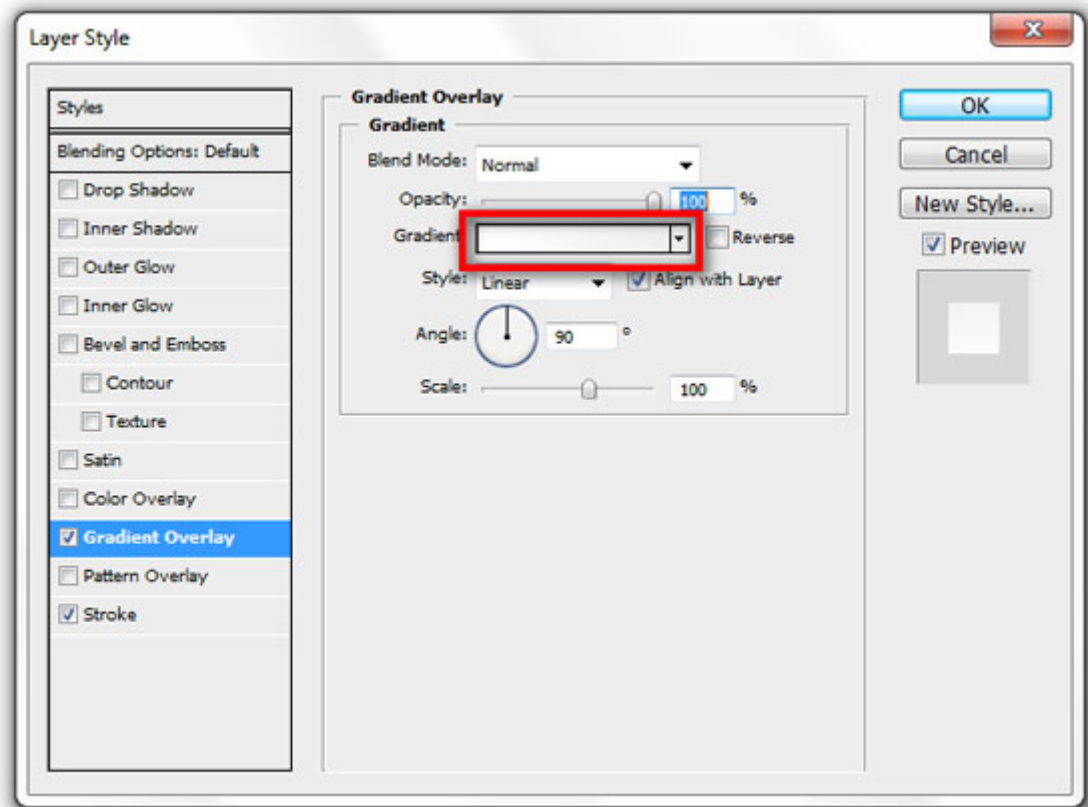 Layer Style
Styles
Blending Options: Default
Drop Shadow
Inner Shadow
Outer Glow
Inner Glow
Bevel and Emboss
Contour
Texture
Satin
Color Overlay
Gradient Overlay
Pattern Overlay
Stroke
Gradient Overlay
Gradient
Blend Mode: Normal
Opacity: 100 %
Gradient Reverse
Style: Linear Align with Layer
Angle: 90 °
Scale: 100 %
OK
Cancel
New Style...
Preview